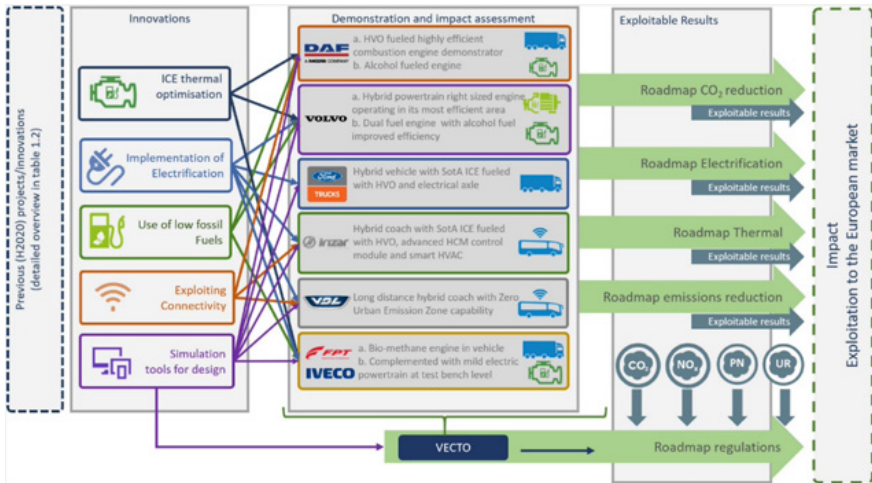 Previous (H2020) projects/innovations
(detailed overview in table 1.2)
Innovations
ICE thermal
optimisation
Implementation of
Electrification
Use of low fossil
Fuels
Exploiting
Connectivity
Simulation
tools for design
Demonstration and impact assessment
DAF
A PACCAR COMPANY
a. HVO fueled highly efficient
combustion engine demonstrator
b. Alcohol fueled engine
VOLVO
a. Hybrid powertrain right sized engine
operating in its most efficient area
b. Dual fuel engine with alcohol fuel
improved efficiency
Ford
TRUCKS
Hybrid vehicle with SotA ICE fueled
with HVO and electrical axle
irizar
Hybrid coach with SotA ICE fueled
with HVO, advanced HCM control
module and smart HVAC
VDL
Long distance hybrid coach with Zero
Urban Emission Zone capability
FPT
IVECO
a. Bio-methane engine in vehicle
b. Complemented with mild electric
powertrain at test bench level
VECTO
Exploitable Results
Roadmap CO₂ reduction
Exploitable results
Roadmap Electrification
Exploitable results
Roadmap Thermal
Exploitable results
Roadmap emissions reduction
Exploitable results
CO₂
NOₓ
PN
UR
Roadmap regulations
Impact
Exploitation to the European market